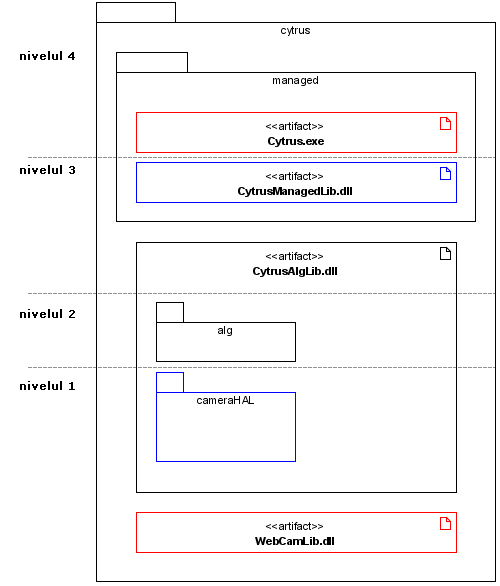 cytrus
nivelul 4
managed
<<artifact>>
Cytrus.exe
nivelul 3
<<artifact>>
CytrusManagedLib.dll
<<artifact>>
CytrusAlgLib.dll
nivelul 2
alg
nivelul 1
cameraHAL
<<artifact>>
WebCamLib.dll